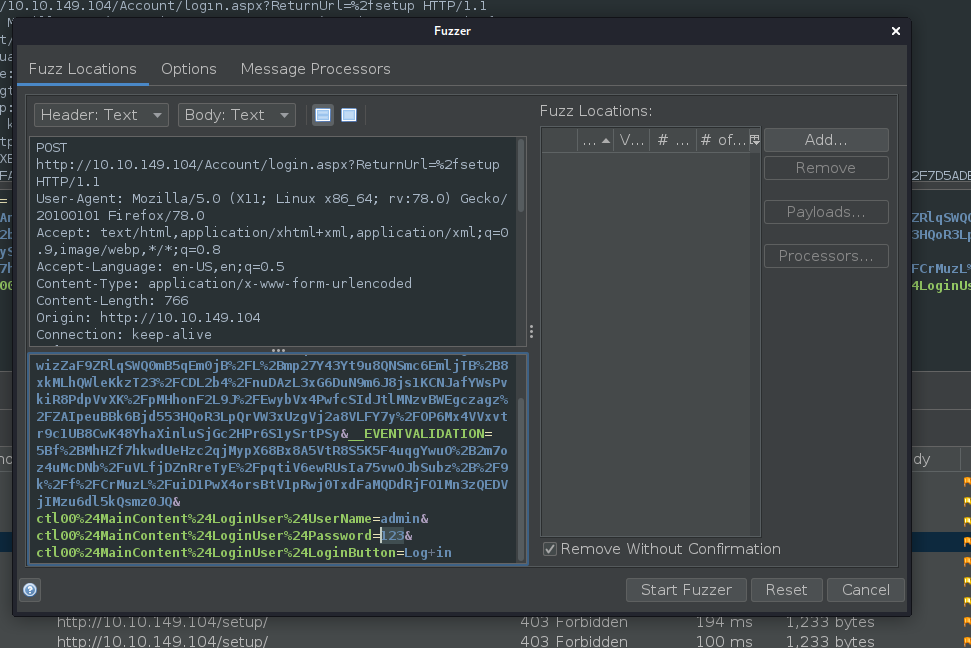 /10.10.149.104/Account/login.aspx?ReturnUrl=%2fsetup HTTP/1.1
Fuzzer
Fuzz Locations Options Message Processors
Header: Text Body: Text
Fuzz Locations:
... V... # ... # of...
Add...
Remove
Payloads...
Processors...
POST
http://10.10.149.104/Account/login.aspx?ReturnUrl=%2fsetup
HTTP/1.1
User-Agent: Mozilla/5.0 (X11; Linux x86_64; rv:78.0) Gecko/
20100101 Firefox/78.0
Accept: text/html,application/xhtml+xml,application/xml;q=0
.9,image/webp,*/*;q=0.8
Accept-Language: en-US,en;q=0.5
Content-Type: application/x-www-form-urlencoded
Content-Length: 766
Origin: http://10.10.149.104
Connection: keep-alive
wizZaF9ZRlqSWQ0mB5qEm0jB%2FL%2Bmp27Y43Yt9u8QNSmc6EmljTB%2B8
xkMLhQWleKkzT23%2FCDL2b4%2FnuDAzL3xG6DuN9m6J8js1KCNJafYWsPv
kiR8PdpVvXK%2FpMHhonF2L9J%2FEwybVx4PwfcSIdJtlMNzvBWEgczagz%
2FZAIpeuBBk6Bjd553HQoR3LpQrVW3xUzgVj2a8VLFY7y%2FOP6Mx4VVxvt
r9c1UB8CwK48YhaXinluSjGc2HPr6S1ySrtPSy&__EVENTVALIDATION=
5Bf%2BMhHZf7hkwdUeHzc2qjMypX68Bx8A5VtR8S5K5F4uqgYwuO%2B2m7o
z4uMcDNb%2FuVLfjDZnRreTyE%2FpqtiV6ewRUsIa75vwOJbSubz%2B%2F9
k%2Ff%2FCrMuzL%2FuiD1PwX4orsBtV1pRwj0TxdFaMQDdRjFO1Mn3zQEDV
jIMzu6dl5kQsmz0JQ&
ctl00%24MainContent%24LoginUser%24UserName=admin&
ctl00%24MainContent%24LoginUser%24Password=123&
ctl00%24MainContent%24LoginUser%24LoginButton=Log+in
Remove Without Confirmation
Start Fuzzer Reset Cancel
2F7D5ADE
ZRlqSWQ0
3HQoR3Lp
FCrMuzL%
4LoginUs
dy
http://10.10.149.104/setup/ 403 Forbidden 194 ms 1,233 bytes
http://10.10.149.104/setup/ 403 Forbidden 100 ms 1,233 bytes